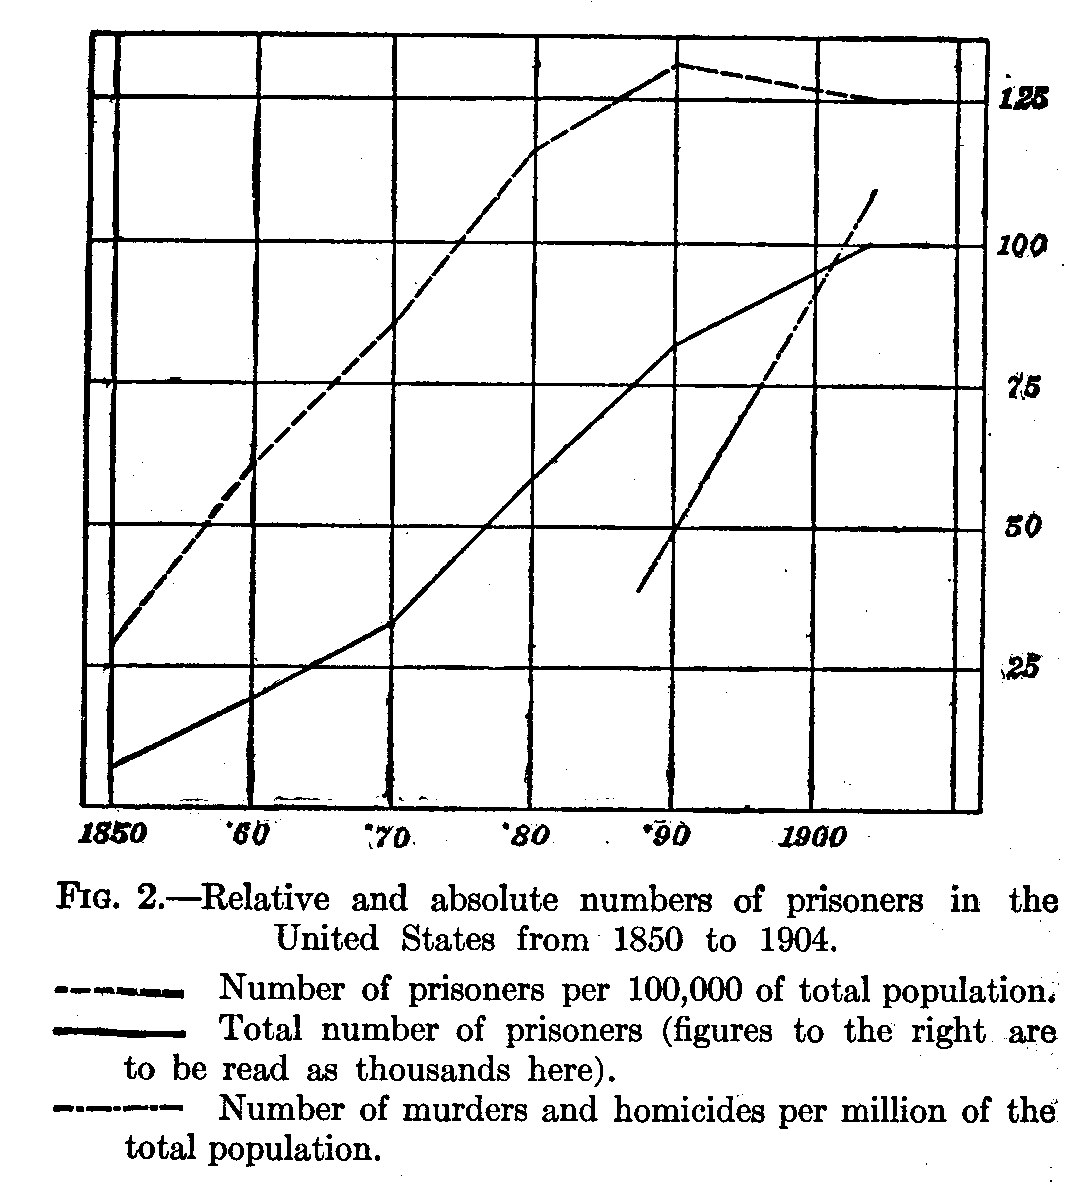 125
100
75
50
25
1850 '60 '70 '80 '90 1900
FIG. 2.—Relative and absolute numbers of prisoners in the
United States from 1850 to 1904.
Number of prisoners per 100,000 of total population.
Total number of prisoners (figures to the right are
to be read as thousands here).
Number of murders and homicides per million of the
total population.